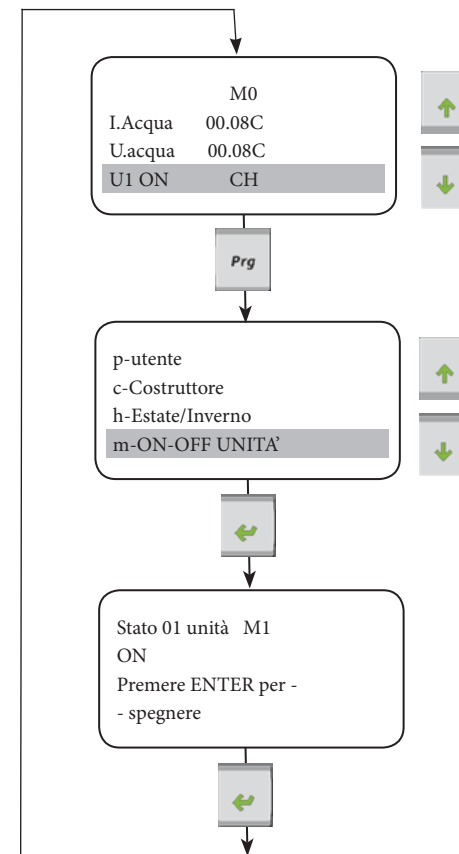 M0
I.Acqua 00.08C
U.acqua 00.08C
U1 ON CH
Prg
p-utente
c-Costruttore
h-Estate/Inverno
m-ON-OFF UNITA’
Stato 01 unità M1
ON
Premere ENTER per -
- spegnere